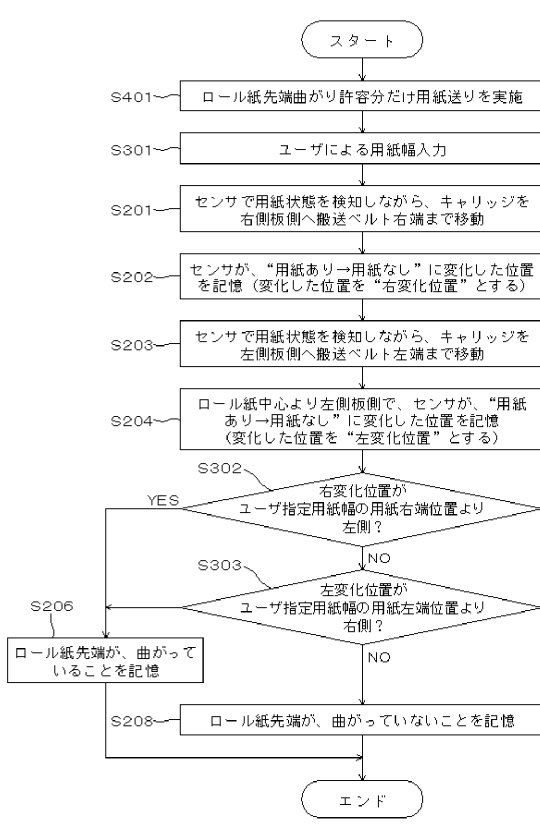 スタート
S401
ロール紙先端曲がり許容分だけ用紙送りを実施
S301
ユーザによる用紙幅入力
S201
センサで用紙状態を検知しながら、キャリッジを
右側板側へ搬送ベルト右端まで移動
S202
センサが、“用紙あり→用紙なし”に変化した位置
を記憶（変化した位置を“右変化位置”とする）
S203
センサで用紙状態を検知しながら、キャリッジを
左側板側へ搬送ベルト左端まで移動
S204
ロール紙中心より左側板側で、センサが、“用紙
あり→用紙なし”に変化した位置を記憶
（変化した位置を“左変化位置”とする）
S302
右変化位置が
ユーザ指定用紙幅の用紙右端位置より
左側？
YES
NO
S303
左変化位置が
ユーザ指定用紙幅の用紙左端位置より
右側？
NO
S206
ロール紙先端が、曲がって
いることを記憶
S208
ロール紙先端が、曲がっていないことを記憶
エンド